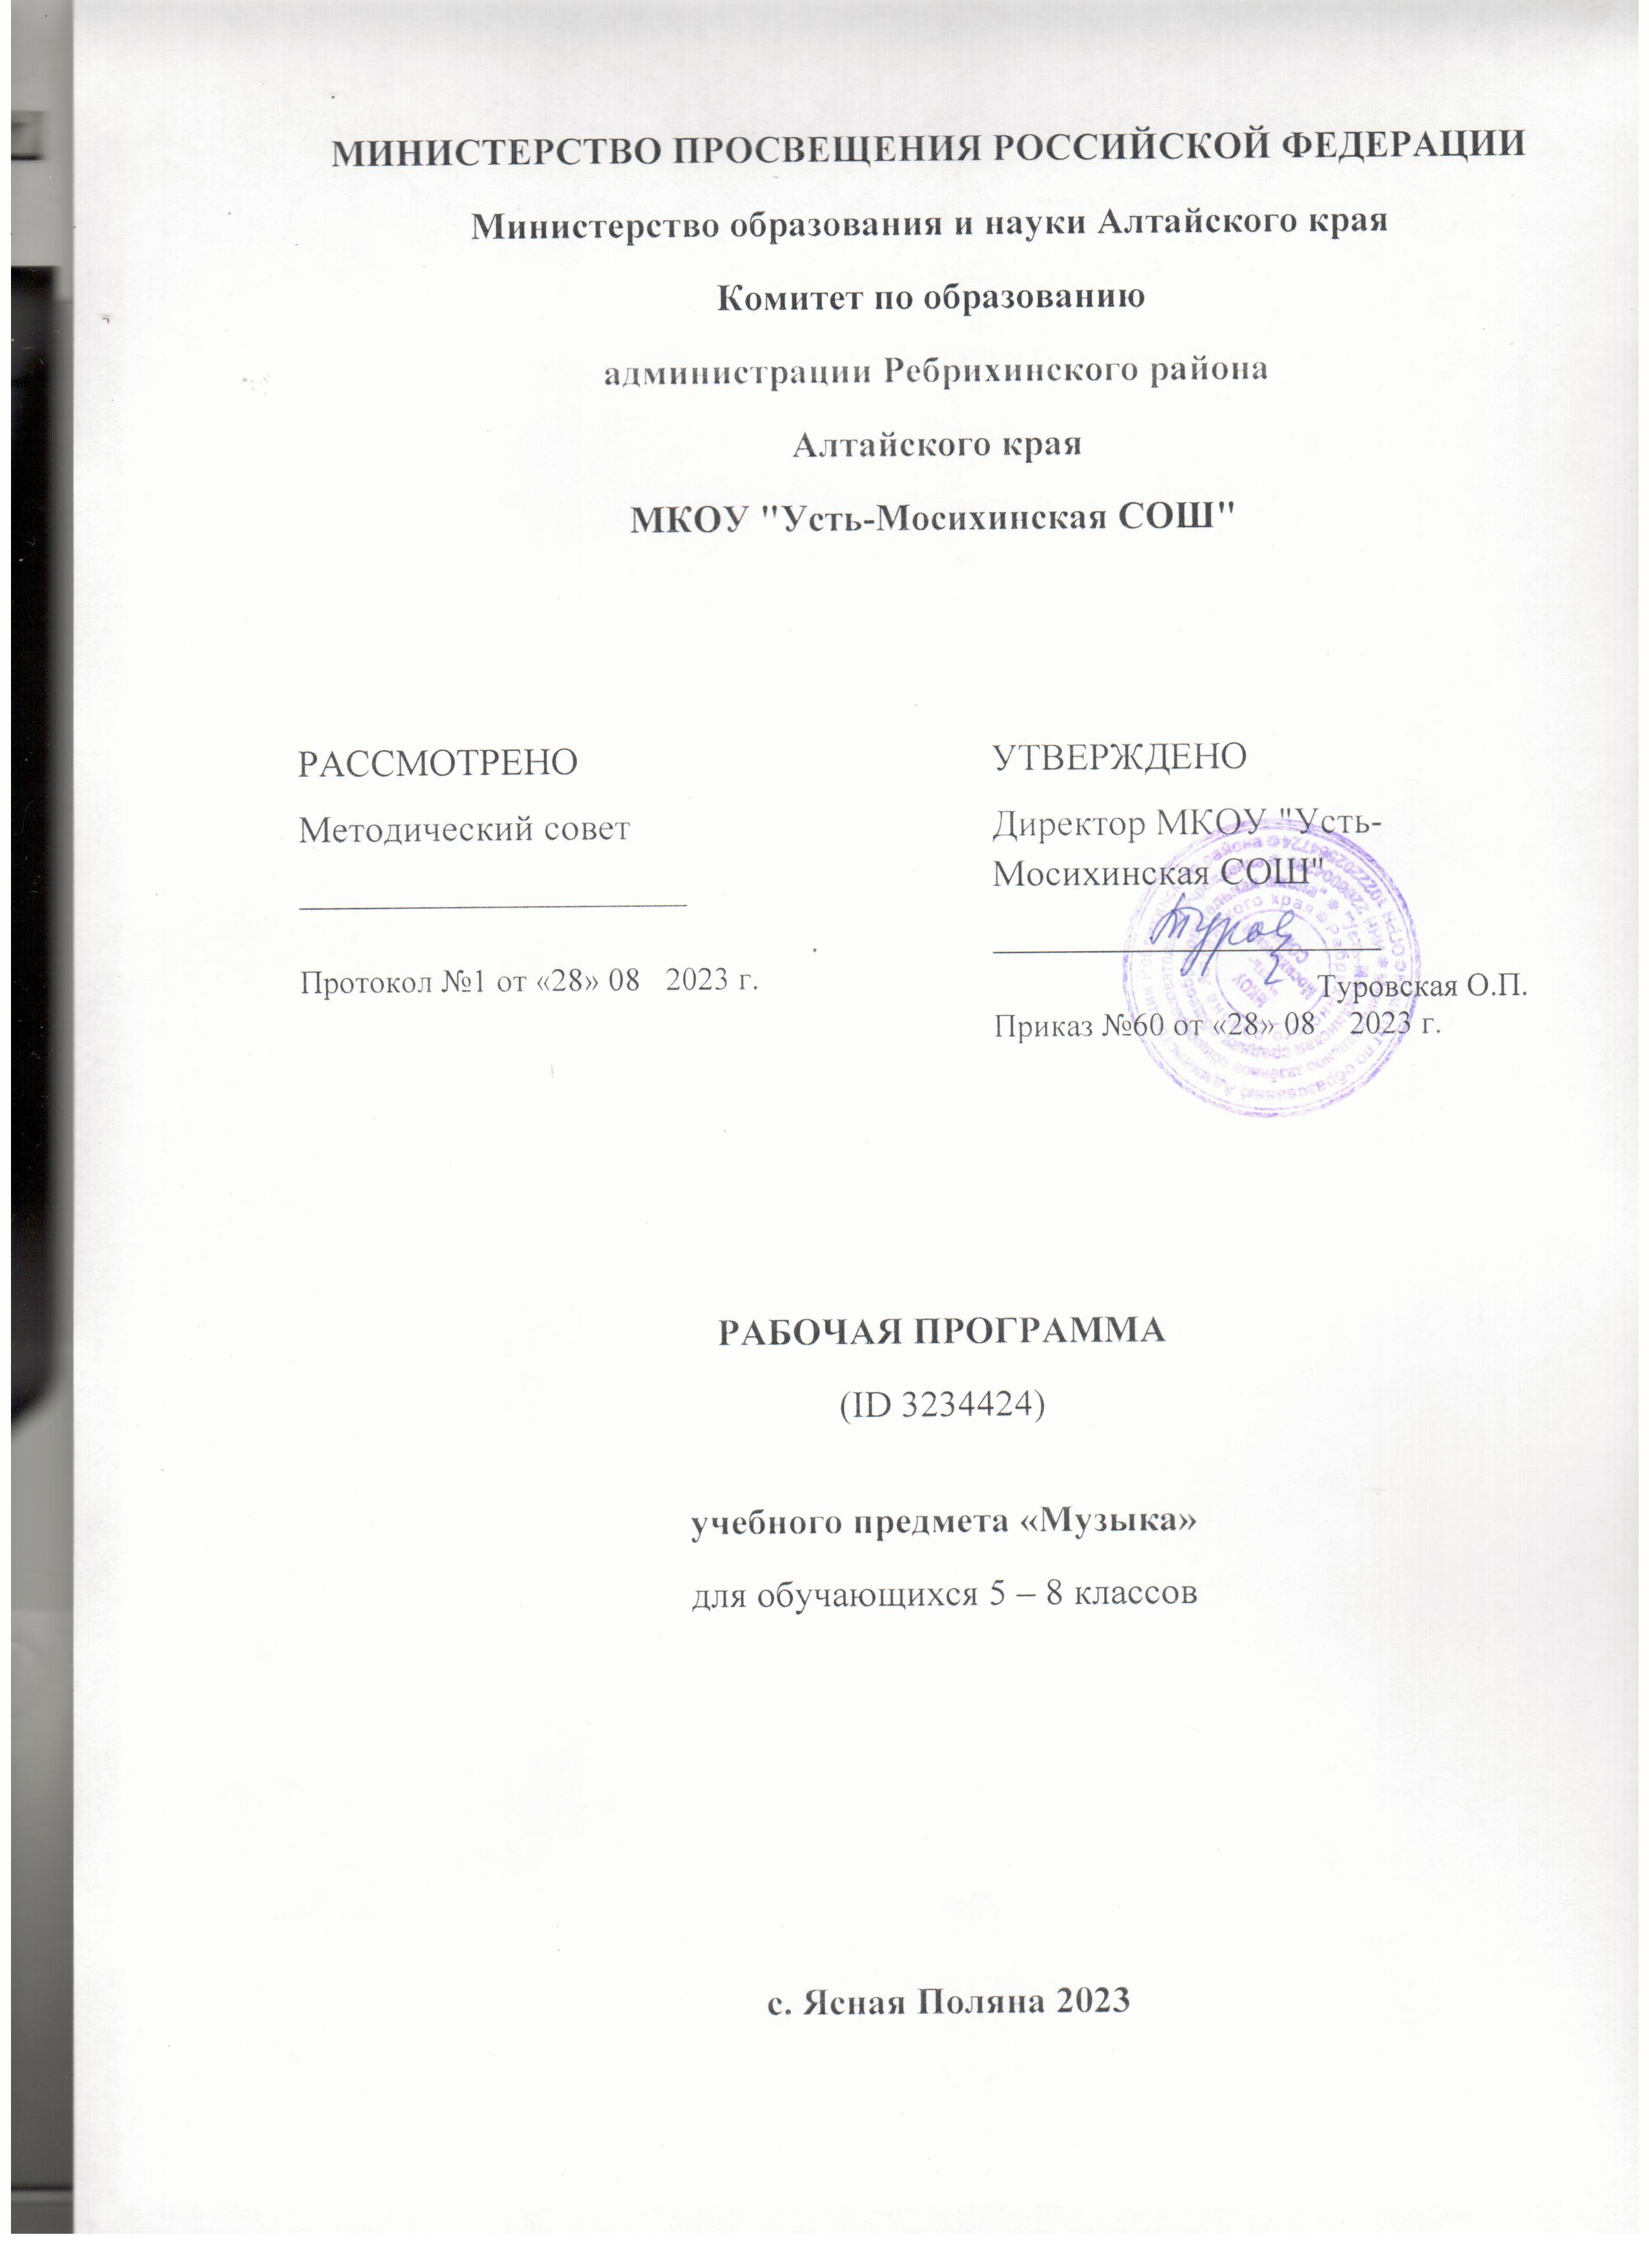 МИНИСТЕРСТВО ПРОСВЕЩЕНИЯ РОССИЙСКОЙ ФЕДЕРАЦИИ
Министерство образования и науки Алтайского края
Комитет по образованию
администрации Ребрихинского района
Алтайского края
МКОУ "Усть-Мосихинская СОШ"
РАССМОТРЕНО
Методический совет
Протокол №1 от «28» 08 2023 г.
УТВЕРЖДЕНО
Директор МКОУ "Усть-
Мосихинская СОШ"
Туровская О.П.
Приказ №60 от «28» 08 2023 г.
РАБОЧАЯ ПРОГРАММА
(ID 3234424)
учебного предмета «Музыка»
для обучающихся 5 – 8 классов
с. Ясная Поляна 2023